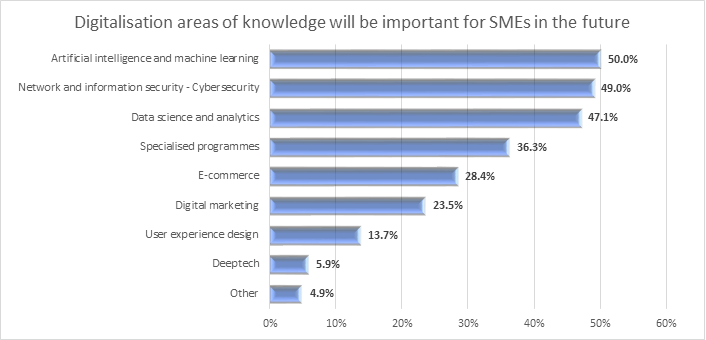 Digitalisation areas of knowledge will be important for SMEs in the future
Artificial intelligence and machine learning 50.0%
Network and information security - Cybersecurity 49.0%
Data science and analytics 47.1%
Specialised programmes 36.3%
E-commerce 28.4%
Digital marketing 23.5%
User experience design 13.7%
Deeptech 5.9%
Other 4.9%
0% 10% 20% 30% 40% 50% 60%